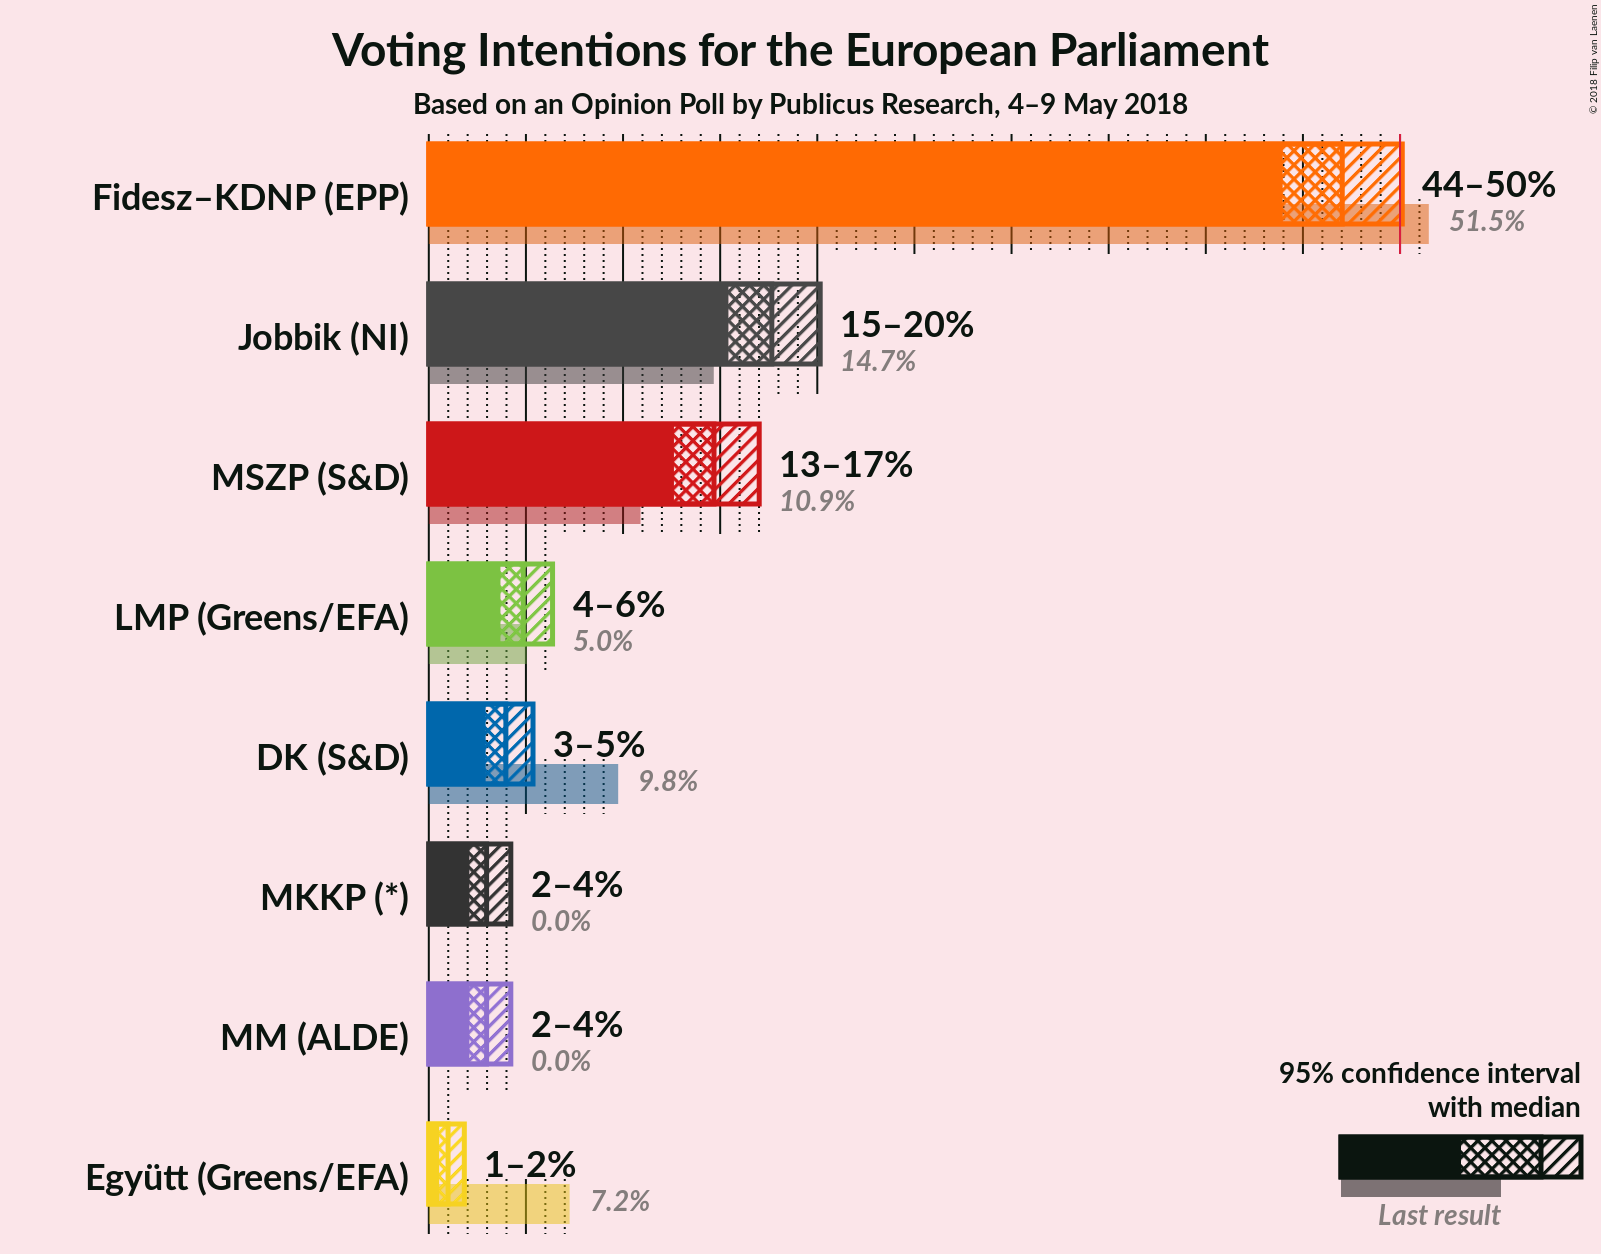 Voting Intentions for the European Parliament
Based on an Opinion Poll by Publicus Research, 4–9 May 2018
© 2018 Filip van Laenen
Fidesz–KDNP (EPP)
44–50%
51.5%
Jobbik (NI)
15–20%
14.7%
MSZP (S&D)
13–17%
10.9%
LMP (Greens/EFA)
4–6%
5.0%
DK (S&D)
3–5%
9.8%
MKKP (*)
2–4%
0.0%
MM (ALDE)
2–4%
0.0%
Együtt (Greens/EFA)
1–2%
7.2%
95% confidence interval
with median
Last result